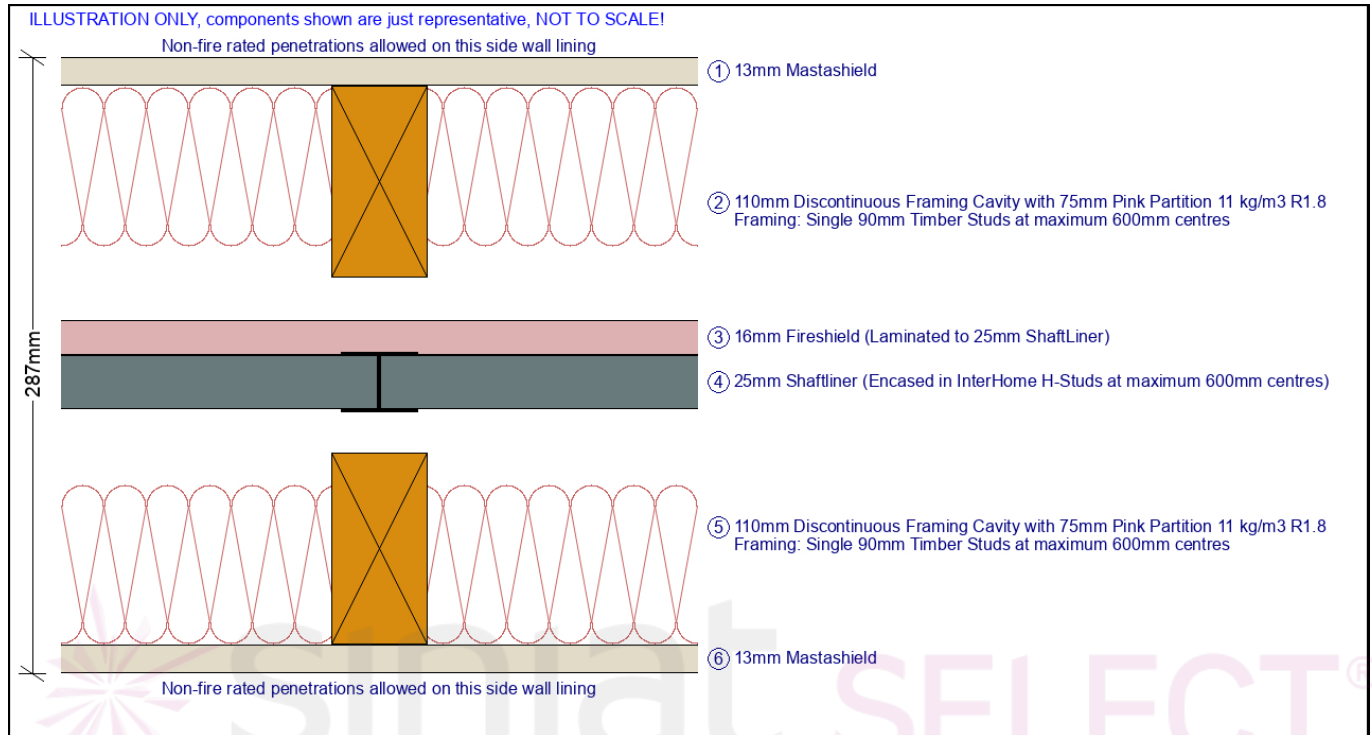 ILLUSTRATION ONLY, components shown are just representative, NOT TO SCALE!
Non-fire rated penetrations allowed on this side wall lining
1 13mm Mastashield
2 110mm Discontinuous Framing Cavity with 75mm Pink Partition 11 kg/m3 R1.8
Framing: Single 90mm Timber Studs at maximum 600mm centres
3 16mm Fireshield (Laminated to 25mm ShaftLiner)
287mm
4 25mm Shaftliner (Encased in InterHome H-Studs at maximum 600mm centres)
5 110mm Discontinuous Framing Cavity with 75mm Pink Partition 11 kg/m3 R1.8
Framing: Single 90mm Timber Studs at maximum 600mm centres
6 13mm Mastashield
Non-fire rated penetrations allowed on this side wall lining
siniat SELECT®